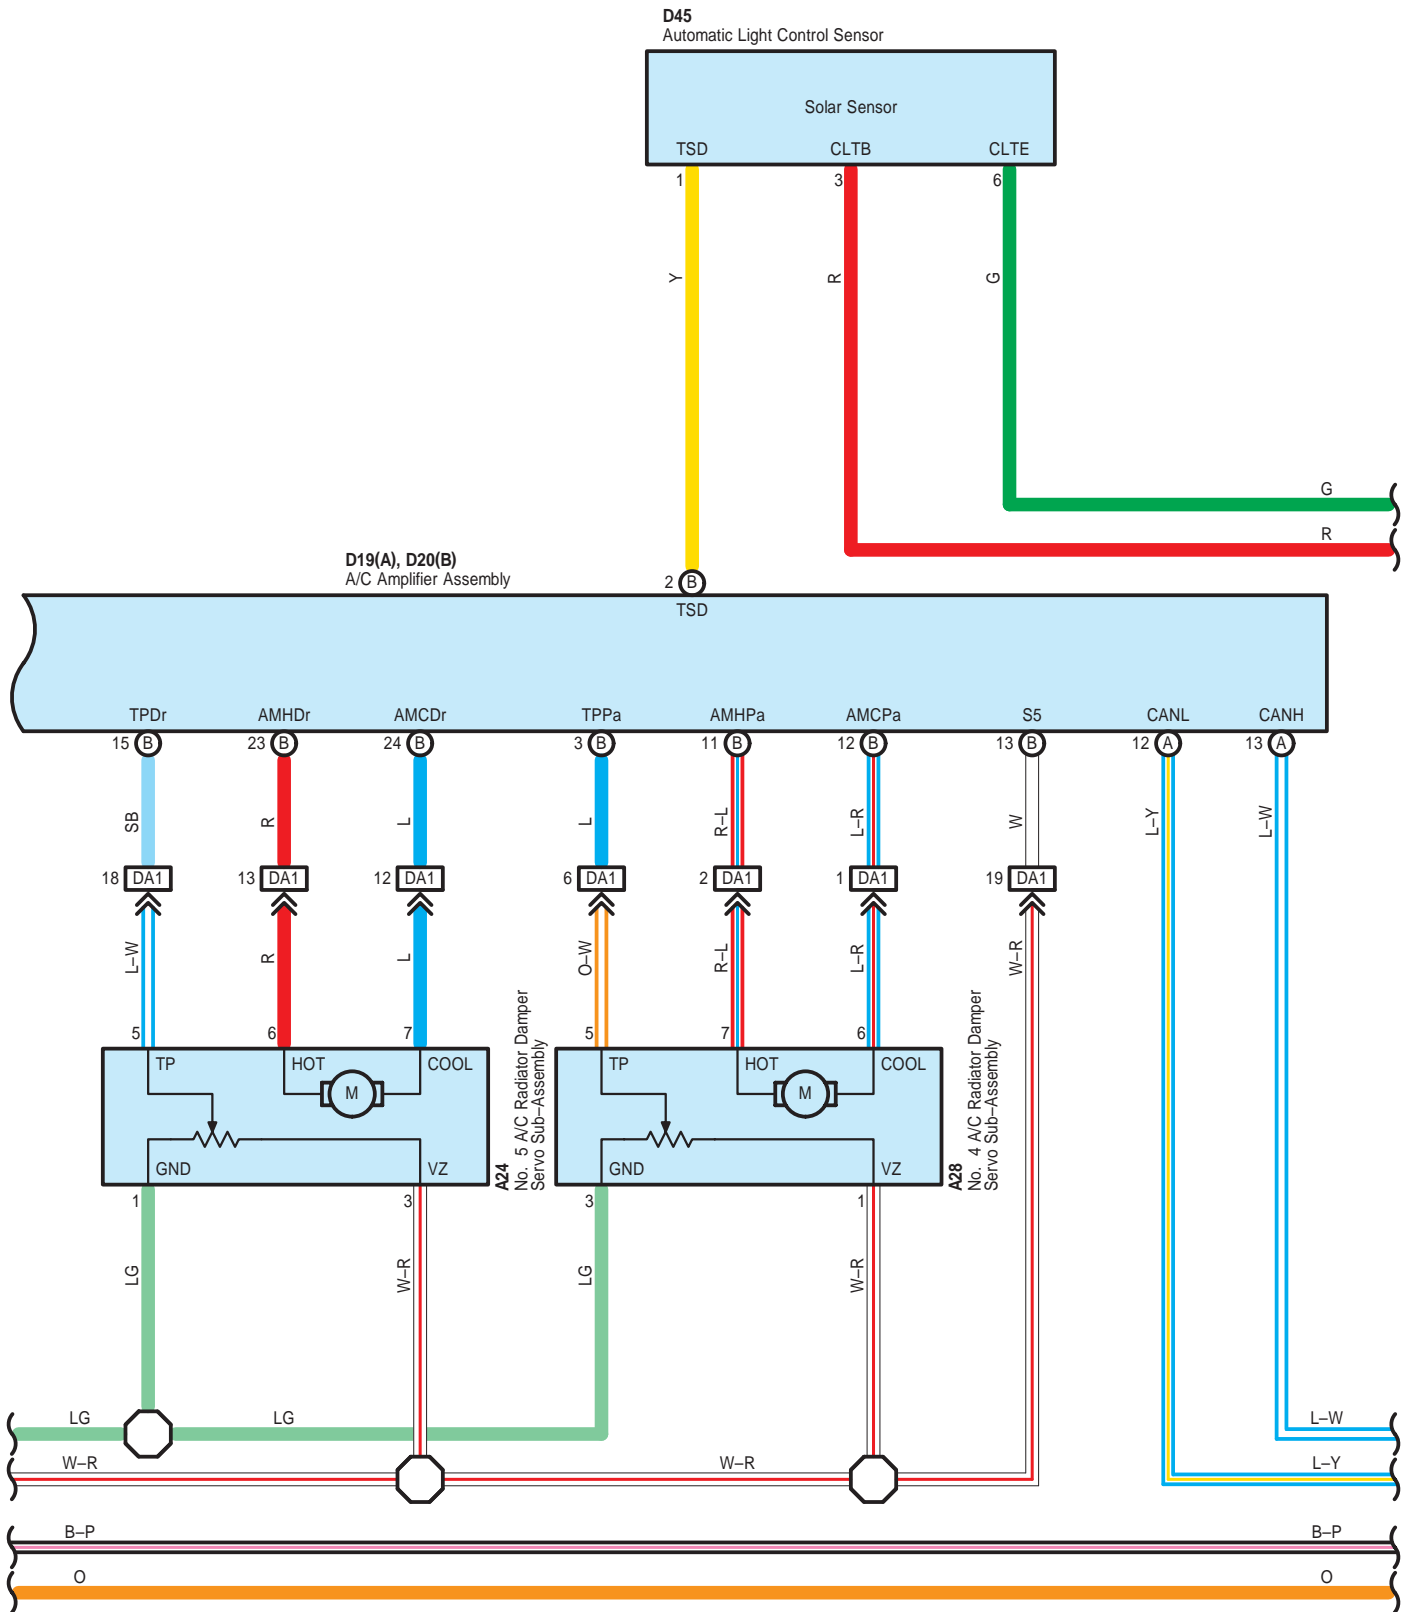 D45
Automatic Light Control Sensor
Solar Sensor
TSD CLTB CLTE
1 3 6
Y R G
G
R
D19(A), D20(B)
A/C Amplifier Assembly
2 B
TSD
TPDr AMHDr AMCDr TPPa AMHPa AMCPa S5 CANL CANH
15 B 23 B 24 B 3 B 11 B 12 B 13 B 12 A 13 A
SB R L L R–L L–R W L–Y L–W
18 DA1 13 DA1 12 DA1 6 DA1 2 DA1 1 DA1 19 DA1
L–W R L O–W R–L L–R W–R
5 6 7 5 7 6
TP HOT COOL TP HOT COOL
M M
GND VZ GND VZ
A24
No. 5 A/C Radiator Damper
Servo Sub–Assembly
A28
No. 4 A/C Radiator Damper
Servo Sub–Assembly
1 3 3 1
LG W–R LG W–R
LG LG L–W
W–R W–R L–Y
B–P B–P
O O